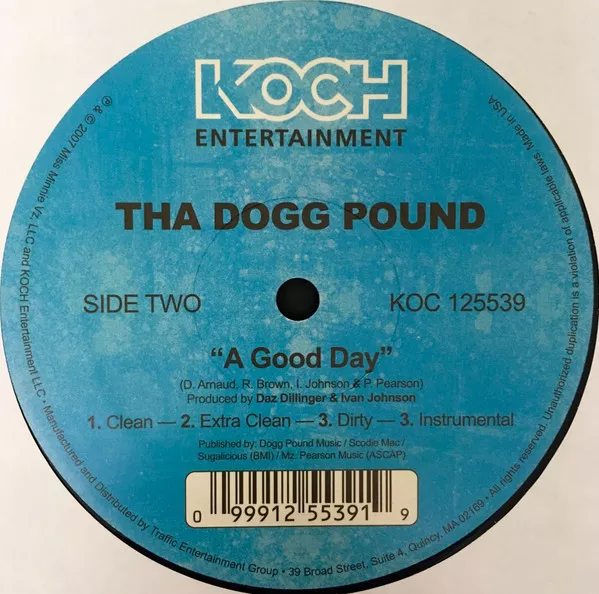 KOCH
ENTERTAINMENT
THA DOGG POUND
SIDE TWO
KOC 125539
“A Good Day”
(D. Arnaud, R. Brown, I. Johnson & P. Pearson)
Produced by Daz Dillinger & Ivan Johnson
1. Clean — 2. Extra Clean — 3. Dirty — 3. Instrumental
Published by: Dogg Pound Music / Scodie Mac /
Sugalicious (BMI) / Mz. Pearson Music (ASCAP)
0 99912 55391 9
℗ & © 2007 Miss Minnie Vz, LLC and KOCH Entertainment LLC • Manufactured and Distributed by Traffic Entertainment Group • 39 Broad Street, Suite 4, Quincy, MA 02169 • All rights reserved. Unauthorized duplication is a violation of applicable laws. Made in USA